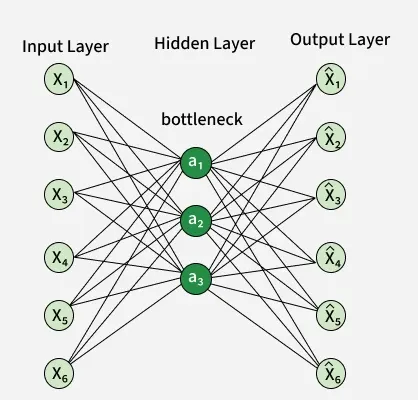 Input Layer
Hidden Layer
Output Layer
bottleneck
X₁
X₂
X₃
X₄
X₅
X₆
a₁
a₂
a₃
X̂₁
X̂₂
X̂₃
X̂₄
X̂₅
X̂₆